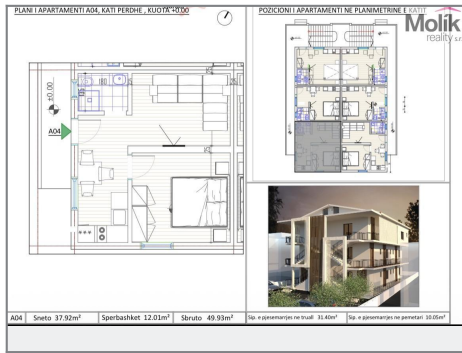 PLANI I APARTAMENTI A04, KATI PERDHE , KUOTA +0.00
POZICIONI I APARTAMENTI NE PLANIMETRINE E KATIT
Molík
reality s.r.o.
±0.00
A04
A04 Sneto 37.92m² Sperbashket 12.01m² Sbruto 49.93m² Sip. e pjesemarrjes ne truall 31.40m² Sip. e pjesemarrjes ne pemetari 10.05m²